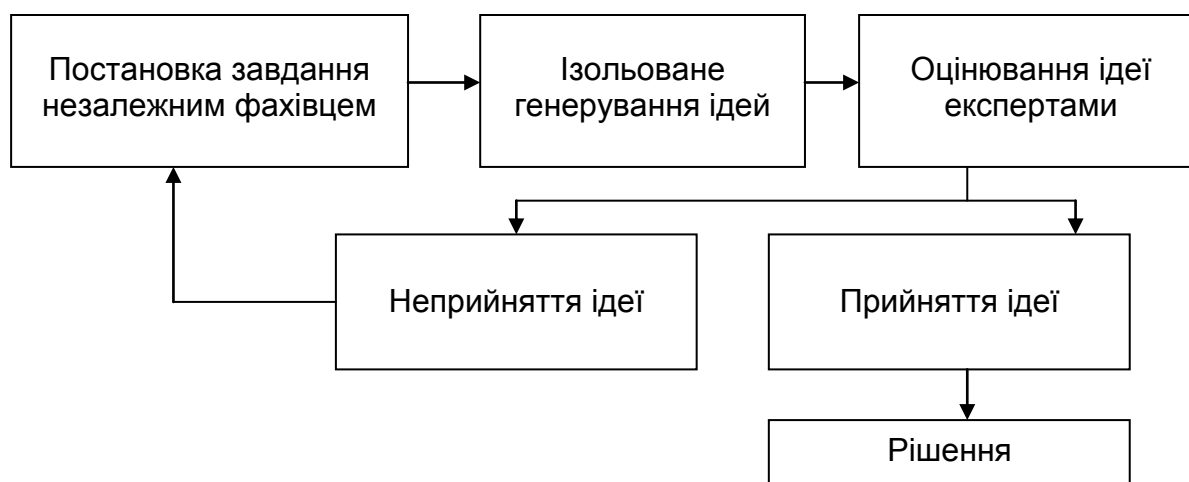 Постановка завдання
незалежним фахівцем
Ізольоване
генерування ідей
Оцінювання ідеї
експертами
Неприйняття ідеї
Прийняття ідеї
Рішення